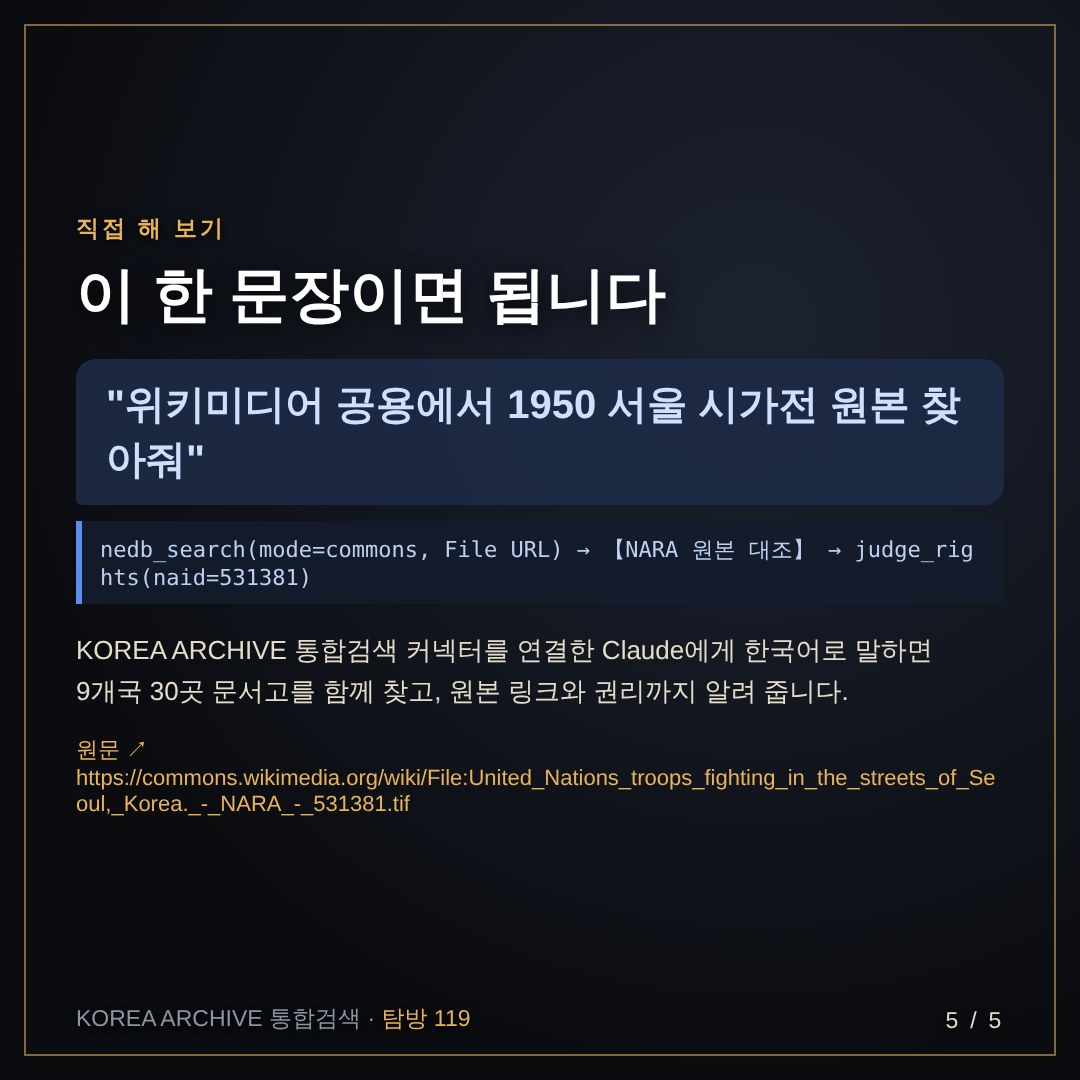 직접 해 보기
이 한 문장이면 됩니다
"위키미디어 공용에서 1950 서울 시가전 원본 찾
아줘"
nedb_search(mode=commons, File URL) → 【NARA 원본 대조】 → judge_rig
hts(naid=531381)
KOREA ARCHIVE 통합검색 커넥터를 연결한 Claude에게 한국어로 말하면
9개국 30곳 문서고를 함께 찾고, 원본 링크와 권리까지 알려 줍니다.
원문 ↗
https://commons.wikimedia.org/wiki/File:United_Nations_troops_fighting_in_the_streets_of_Se
oul,_Korea._-_NARA_-_531381.tif
KOREA ARCHIVE 통합검색 · 탐방 119
5 / 5